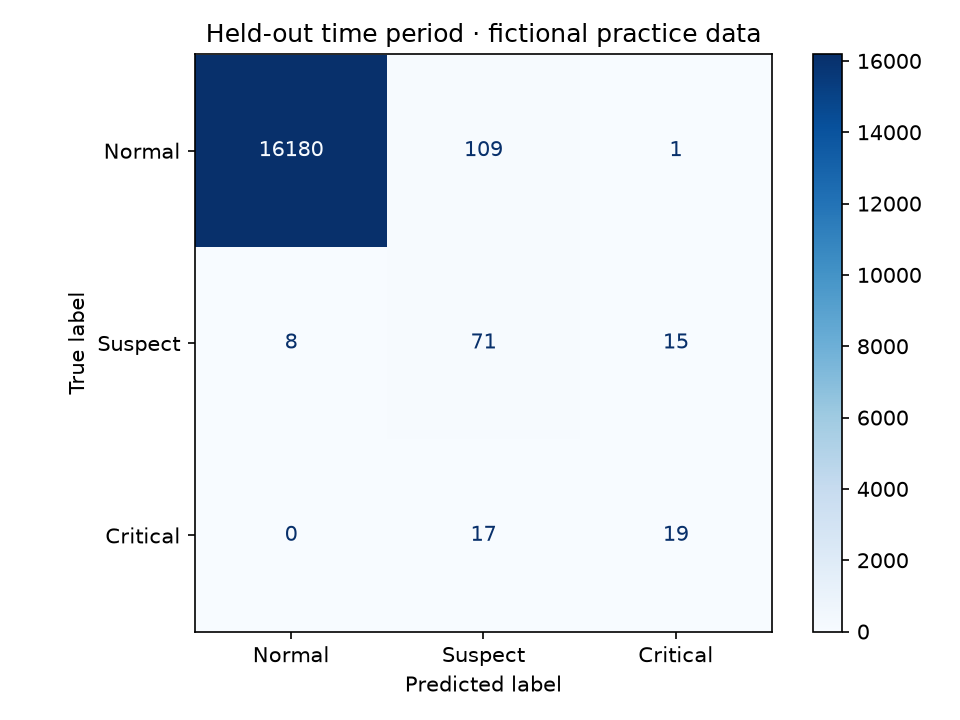 Held-out time period · fictional practice data
True label
Normal
16180
109
1
Suspect
8
71
15
Critical
0
17
19
Normal
Suspect
Critical
Predicted label
16000
14000
12000
10000
8000
6000
4000
2000
0